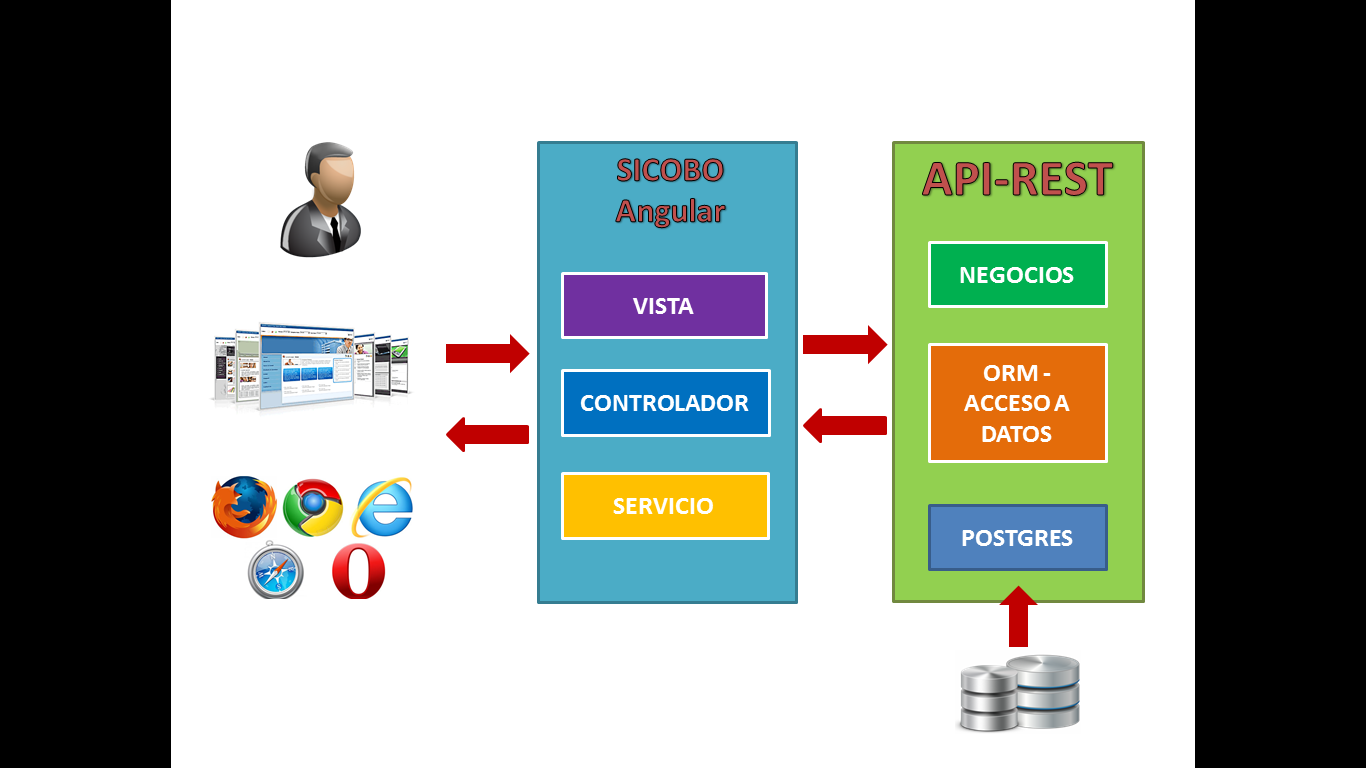 SICOBO
Angular
VISTA
CONTROLADOR
SERVICIO
API-REST
NEGOCIOS
ORM -
ACCESO A
DATOS
POSTGRES